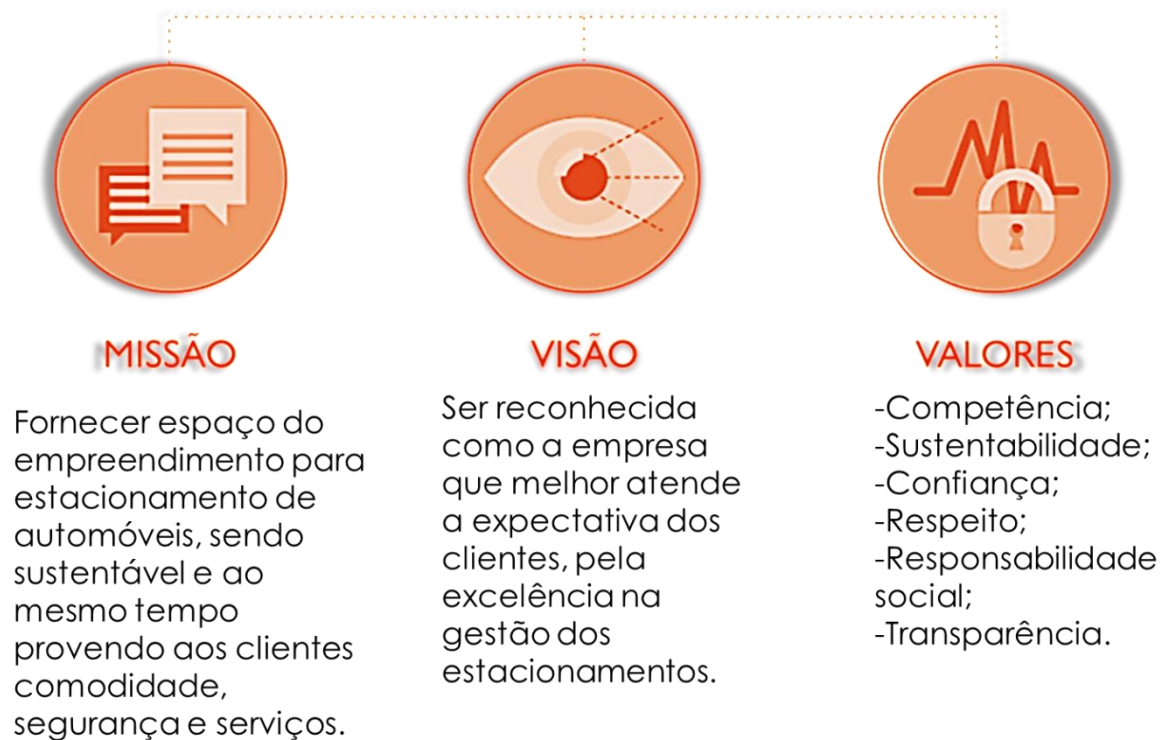 MISSÃO
Fornecer espaço do
empreendimento para
estacionamento de
automóveis, sendo
sustentável e ao
mesmo tempo
provendo aos clientes
comodidade,
segurança e serviços.
VISÃO
Ser reconhecida
como a empresa
que melhor atende
a expectativa dos
clientes, pela
excelência na
gestão dos
estacionamentos.
VALORES
-Competência;
-Sustentabilidade;
-Confiança;
-Respeito;
-Responsabilidade
social;
-Transparência.